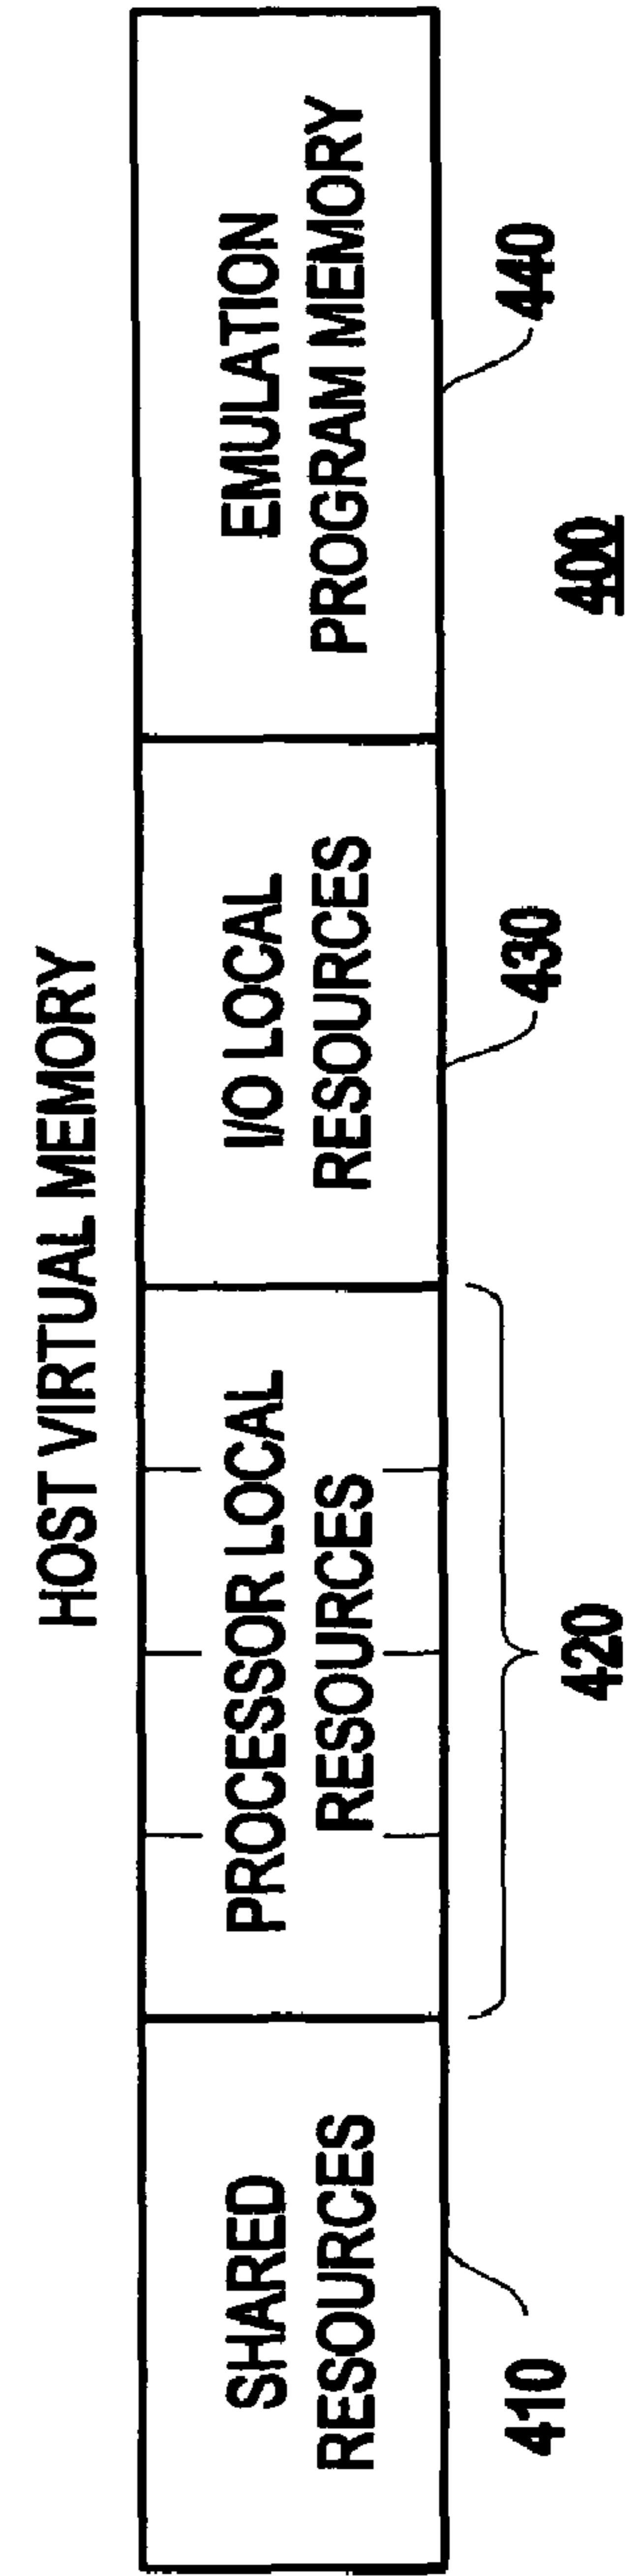 HOST VIRTUAL MEMORY
SHARED
RESOURCES
PROCESSOR LOCAL
RESOURCES
I/O LOCAL
RESOURCES
EMULATION
PROGRAM MEMORY
410
420
430
440
400